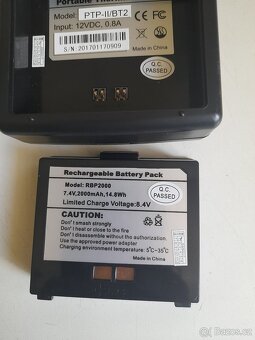 Portable Thermal
Model: PTP-II/BT2
Input: 12VDC, 0.8A
S/N:201701170909
Made in China
Q.C.
PASSED
Rechargeable Battery Pack
Model: RBP2000
7.4V,2000mAh,14.8Wh
Limited Charge Voltage:8.4V
CAUTION:
Don't smash strongly
Don't heat or close to the fire
Don't disassemble without the authorization.
Use the approved power adapter
Charging environment temperature: 5°C~35°C
Made in China
Q.C.
PASSED
bazos.cz